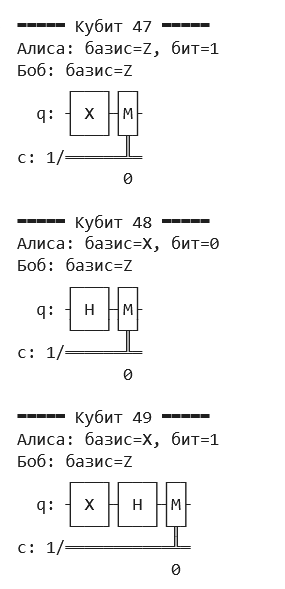 ━━━━━ Кубит 47 ━━━━━
Алиса: базис=Z, бит=1
Боб: базис=Z
q: X M
c: 1/
0
━━━━━ Кубит 48 ━━━━━
Алиса: базис=X, бит=0
Боб: базис=Z
q: H M
c: 1/
0
━━━━━ Кубит 49 ━━━━━
Алиса: базис=X, бит=1
Боб: базис=Z
q: X H M
c: 1/
0